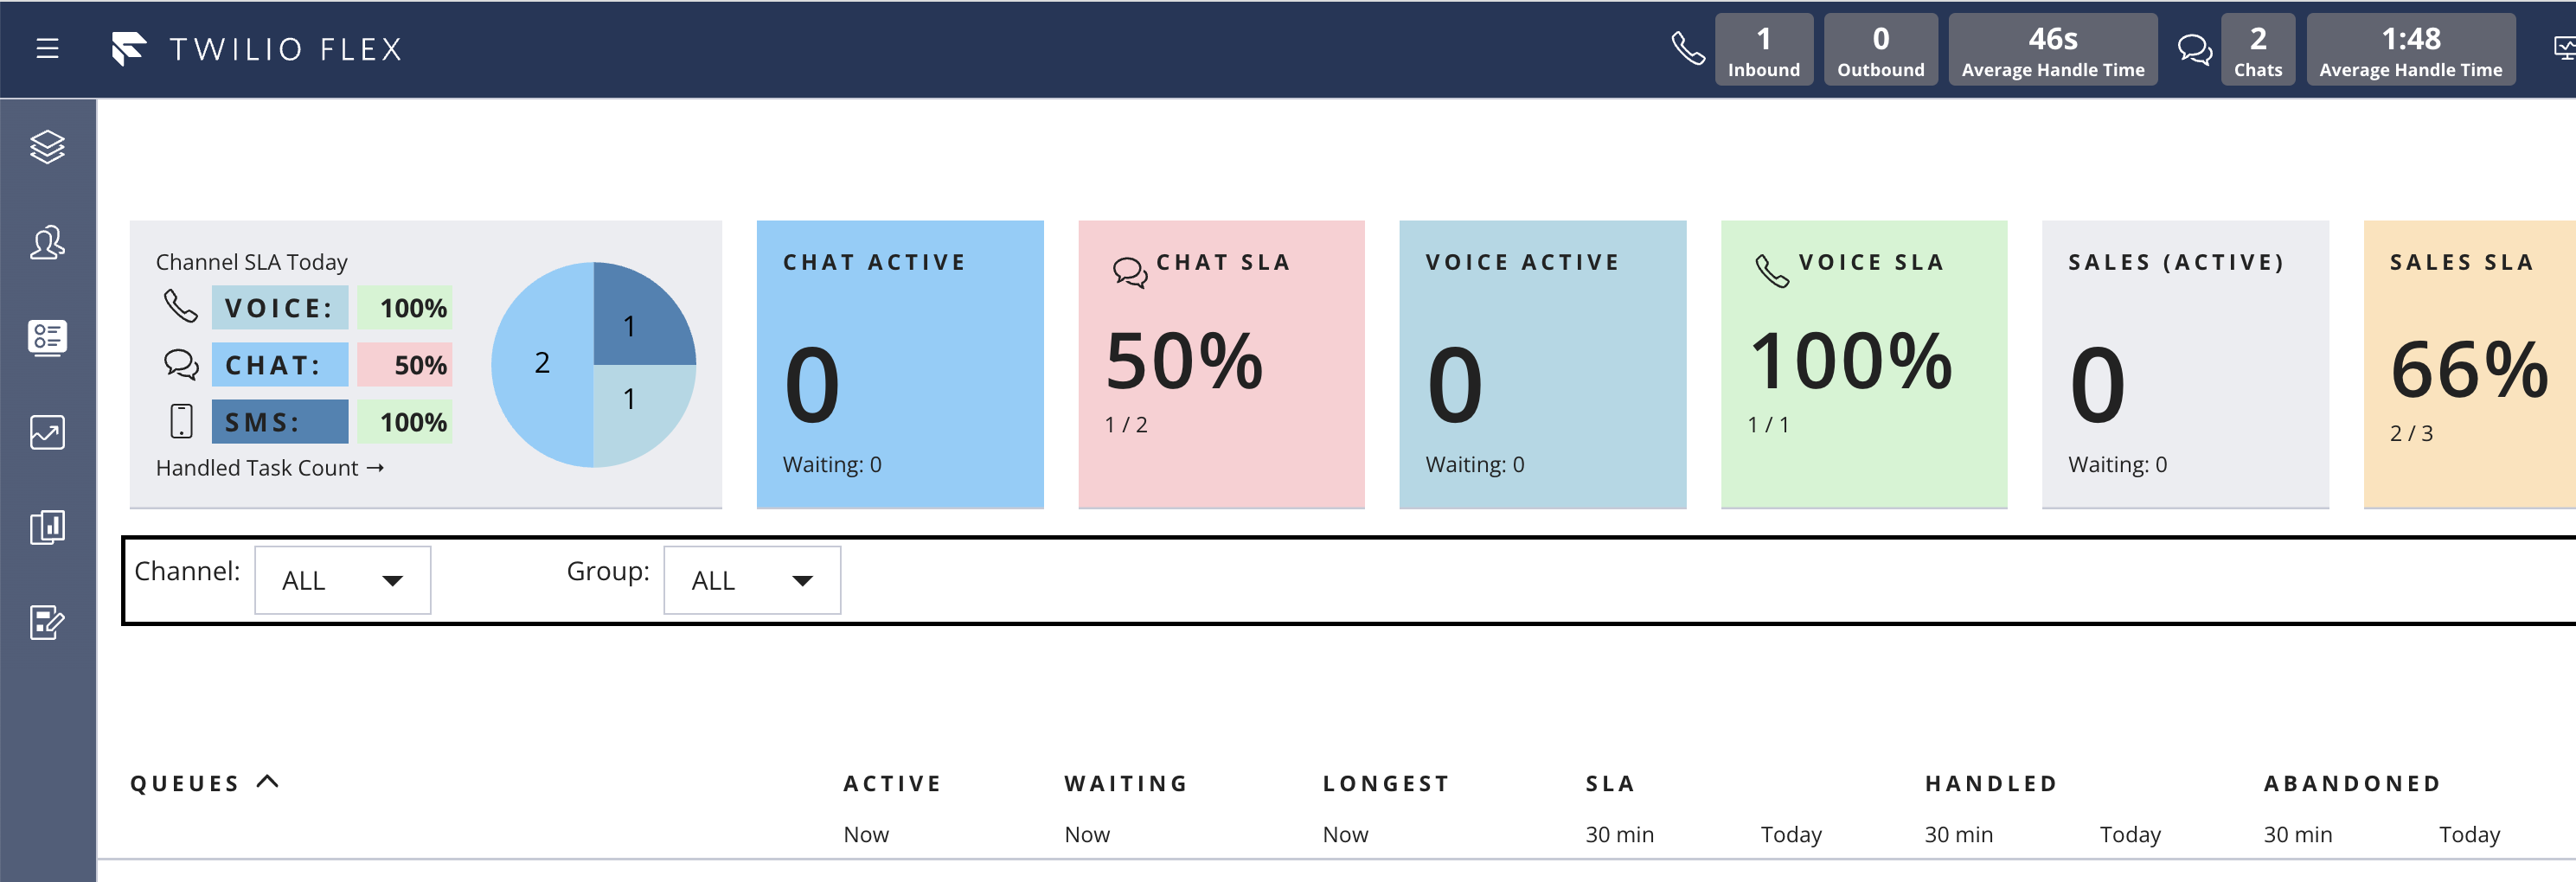 TWILIO FLEX
1 Inbound
0 Outbound
46s Average Handle Time
2 Chats
1:48 Average Handle Time
Channel SLA Today
VOICE: 100%
CHAT: 50%
SMS: 100%
Handled Task Count →
2
1
1
CHAT ACTIVE
0
Waiting: 0
CHAT SLA
50%
1 / 2
VOICE ACTIVE
0
Waiting: 0
VOICE SLA
100%
1 / 1
SALES (ACTIVE)
0
Waiting: 0
SALES SLA
66%
2 / 3
Channel: ALL Group: ALL
QUEUES ACTIVE WAITING LONGEST SLA HANDLED ABANDONED
Now Now Now 30 min Today 30 min Today 30 min Today